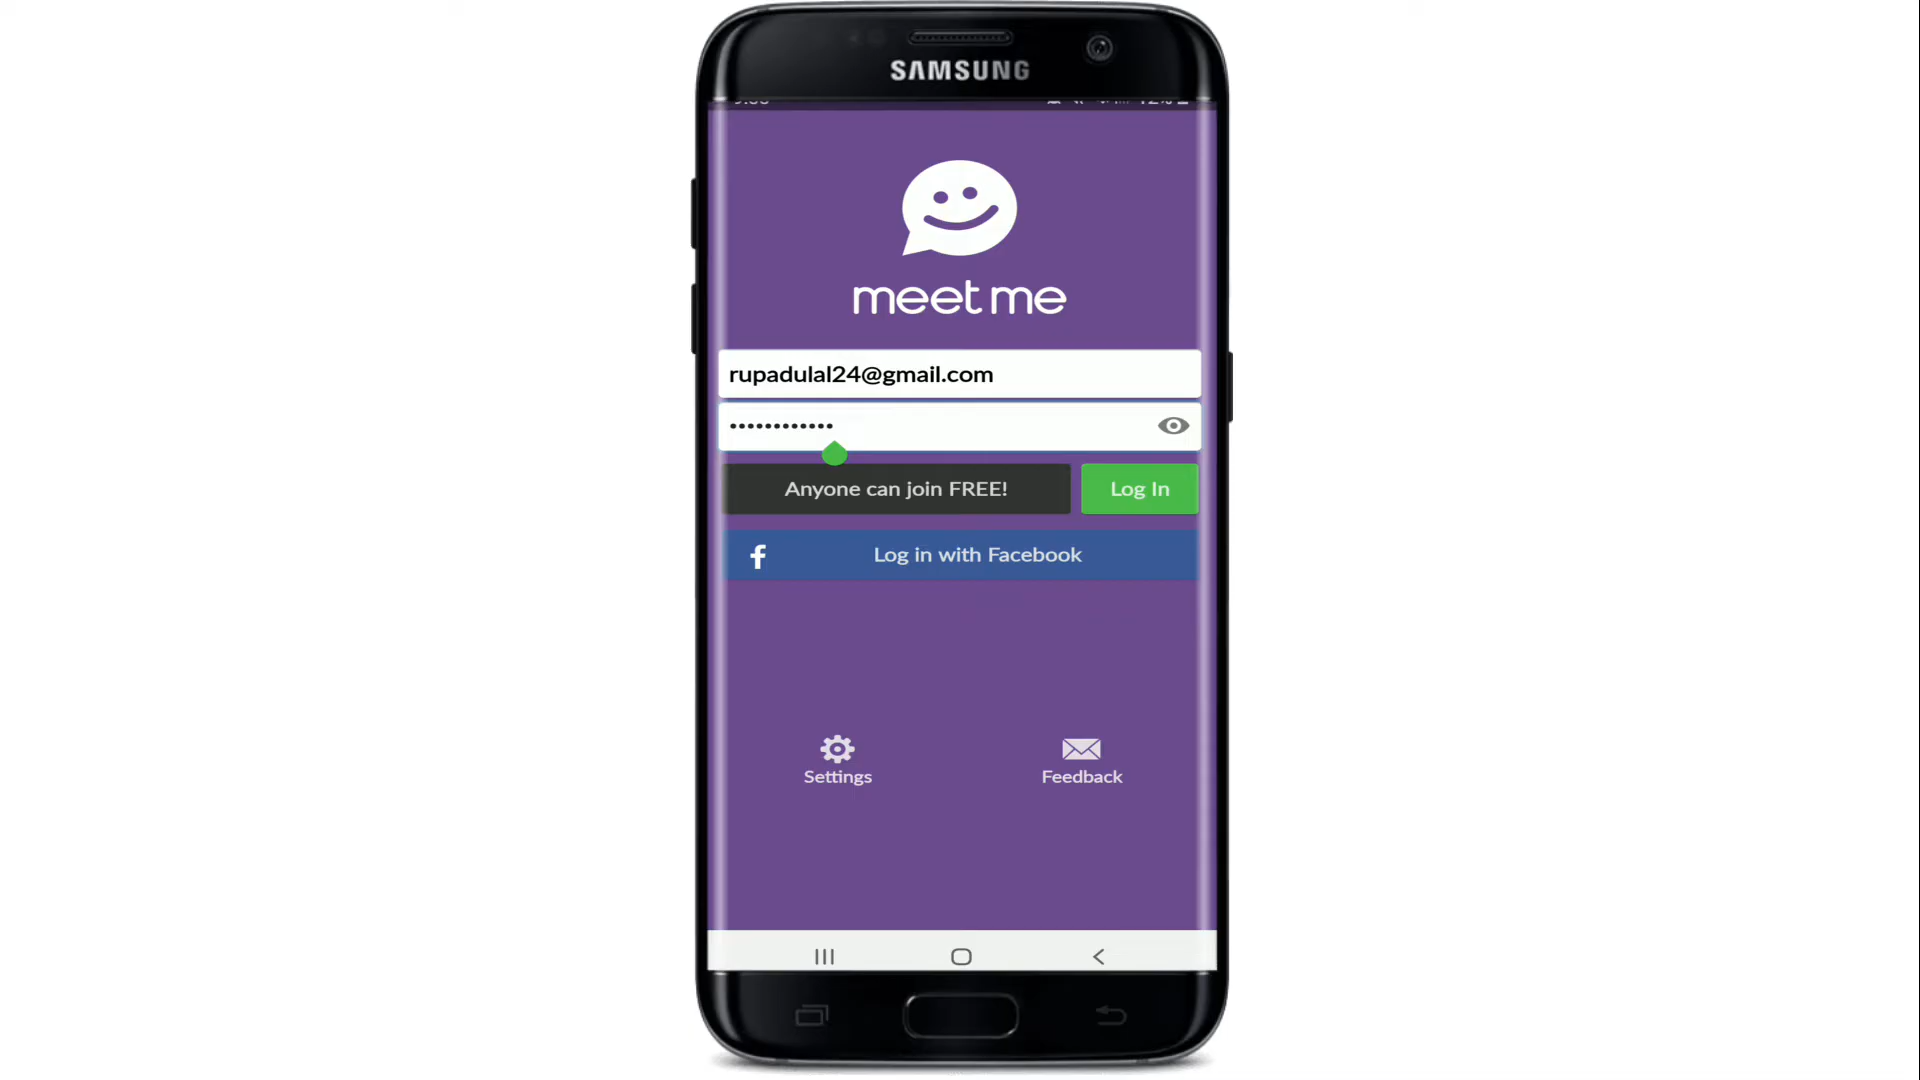 SAMSUNG
meet me
rupadulal24@gmail.com
Anyone can join FREE!
Log In
f
Log in with Facebook
Settings
Feedback